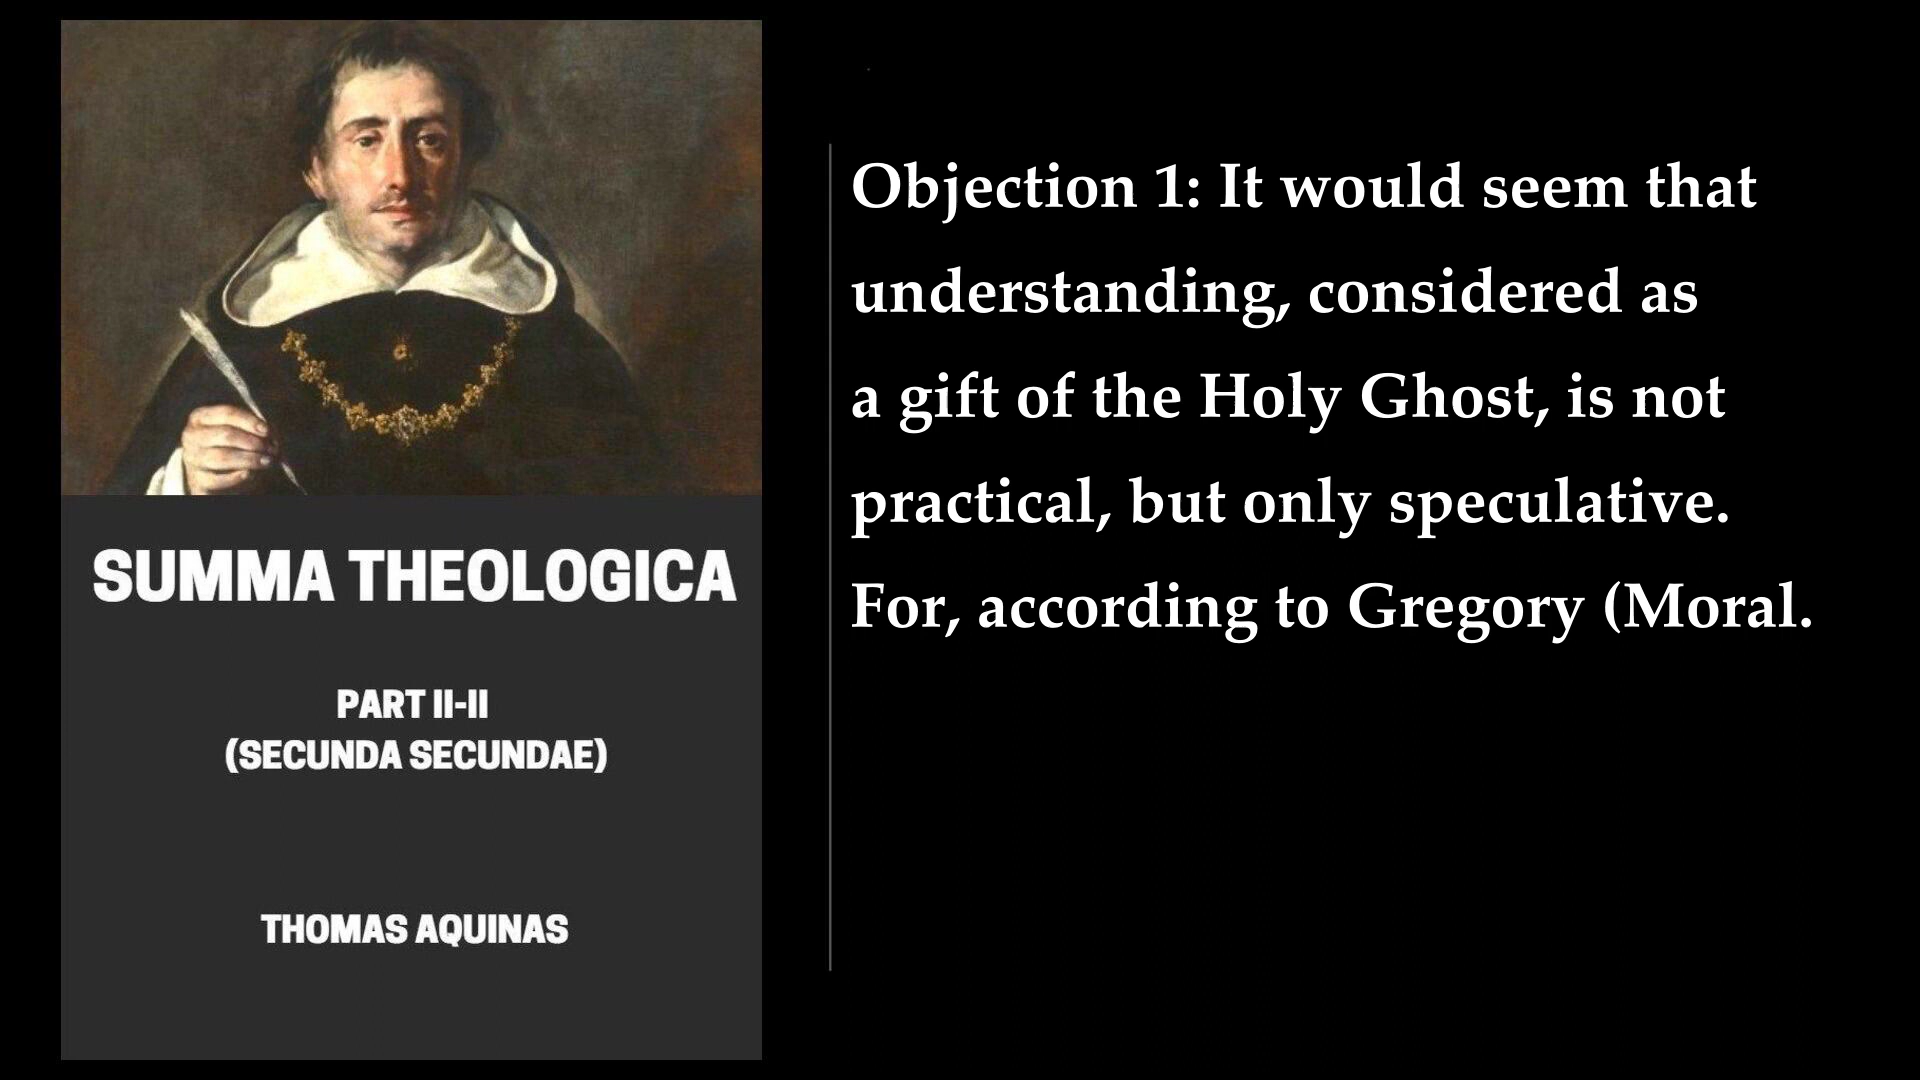 SUMMA THEOLOGICA
PART II-II
(SECUNDA SECUNDAE)
THOMAS AQUINAS
Objection 1: It would seem that
understanding, considered as
a gift of the Holy Ghost, is not
practical, but only speculative.
For, according to Gregory (Moral.